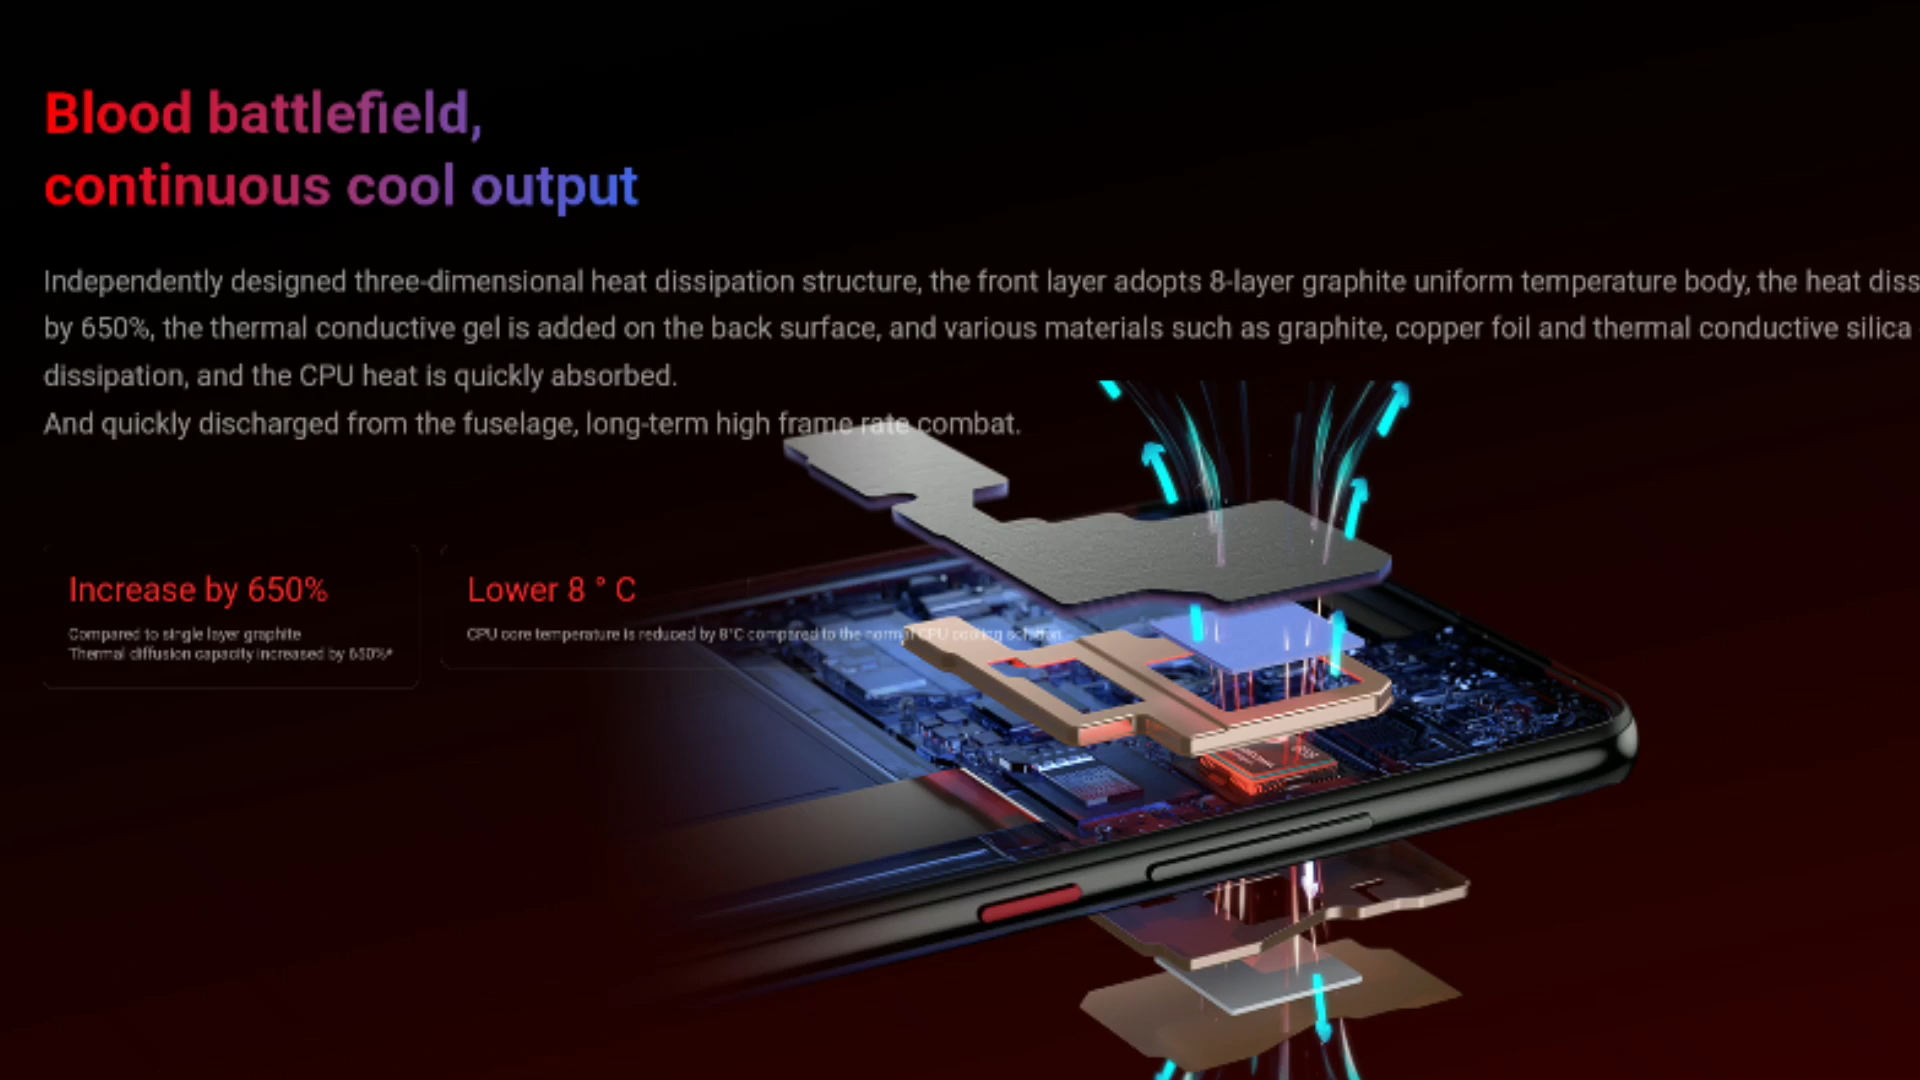 Blood battlefield,
continuous cool output
Independently designed three-dimensional heat dissipation structure, the front layer adopts 8-layer graphite uniform temperature body, the heat diss
by 650%, the thermal conductive gel is added on the back surface, and various materials such as graphite, copper foil and thermal conductive silica
dissipation, and the CPU heat is quickly absorbed.
And quickly discharged from the fuselage, long-term high frame rate combat.
Increase by 650%
Compared to single layer graphite
Thermal diffusion capacity increased by 650%*
Lower 8 ° C
CPU core temperature is reduced by 8°C compared to the normal CPU cooling solution